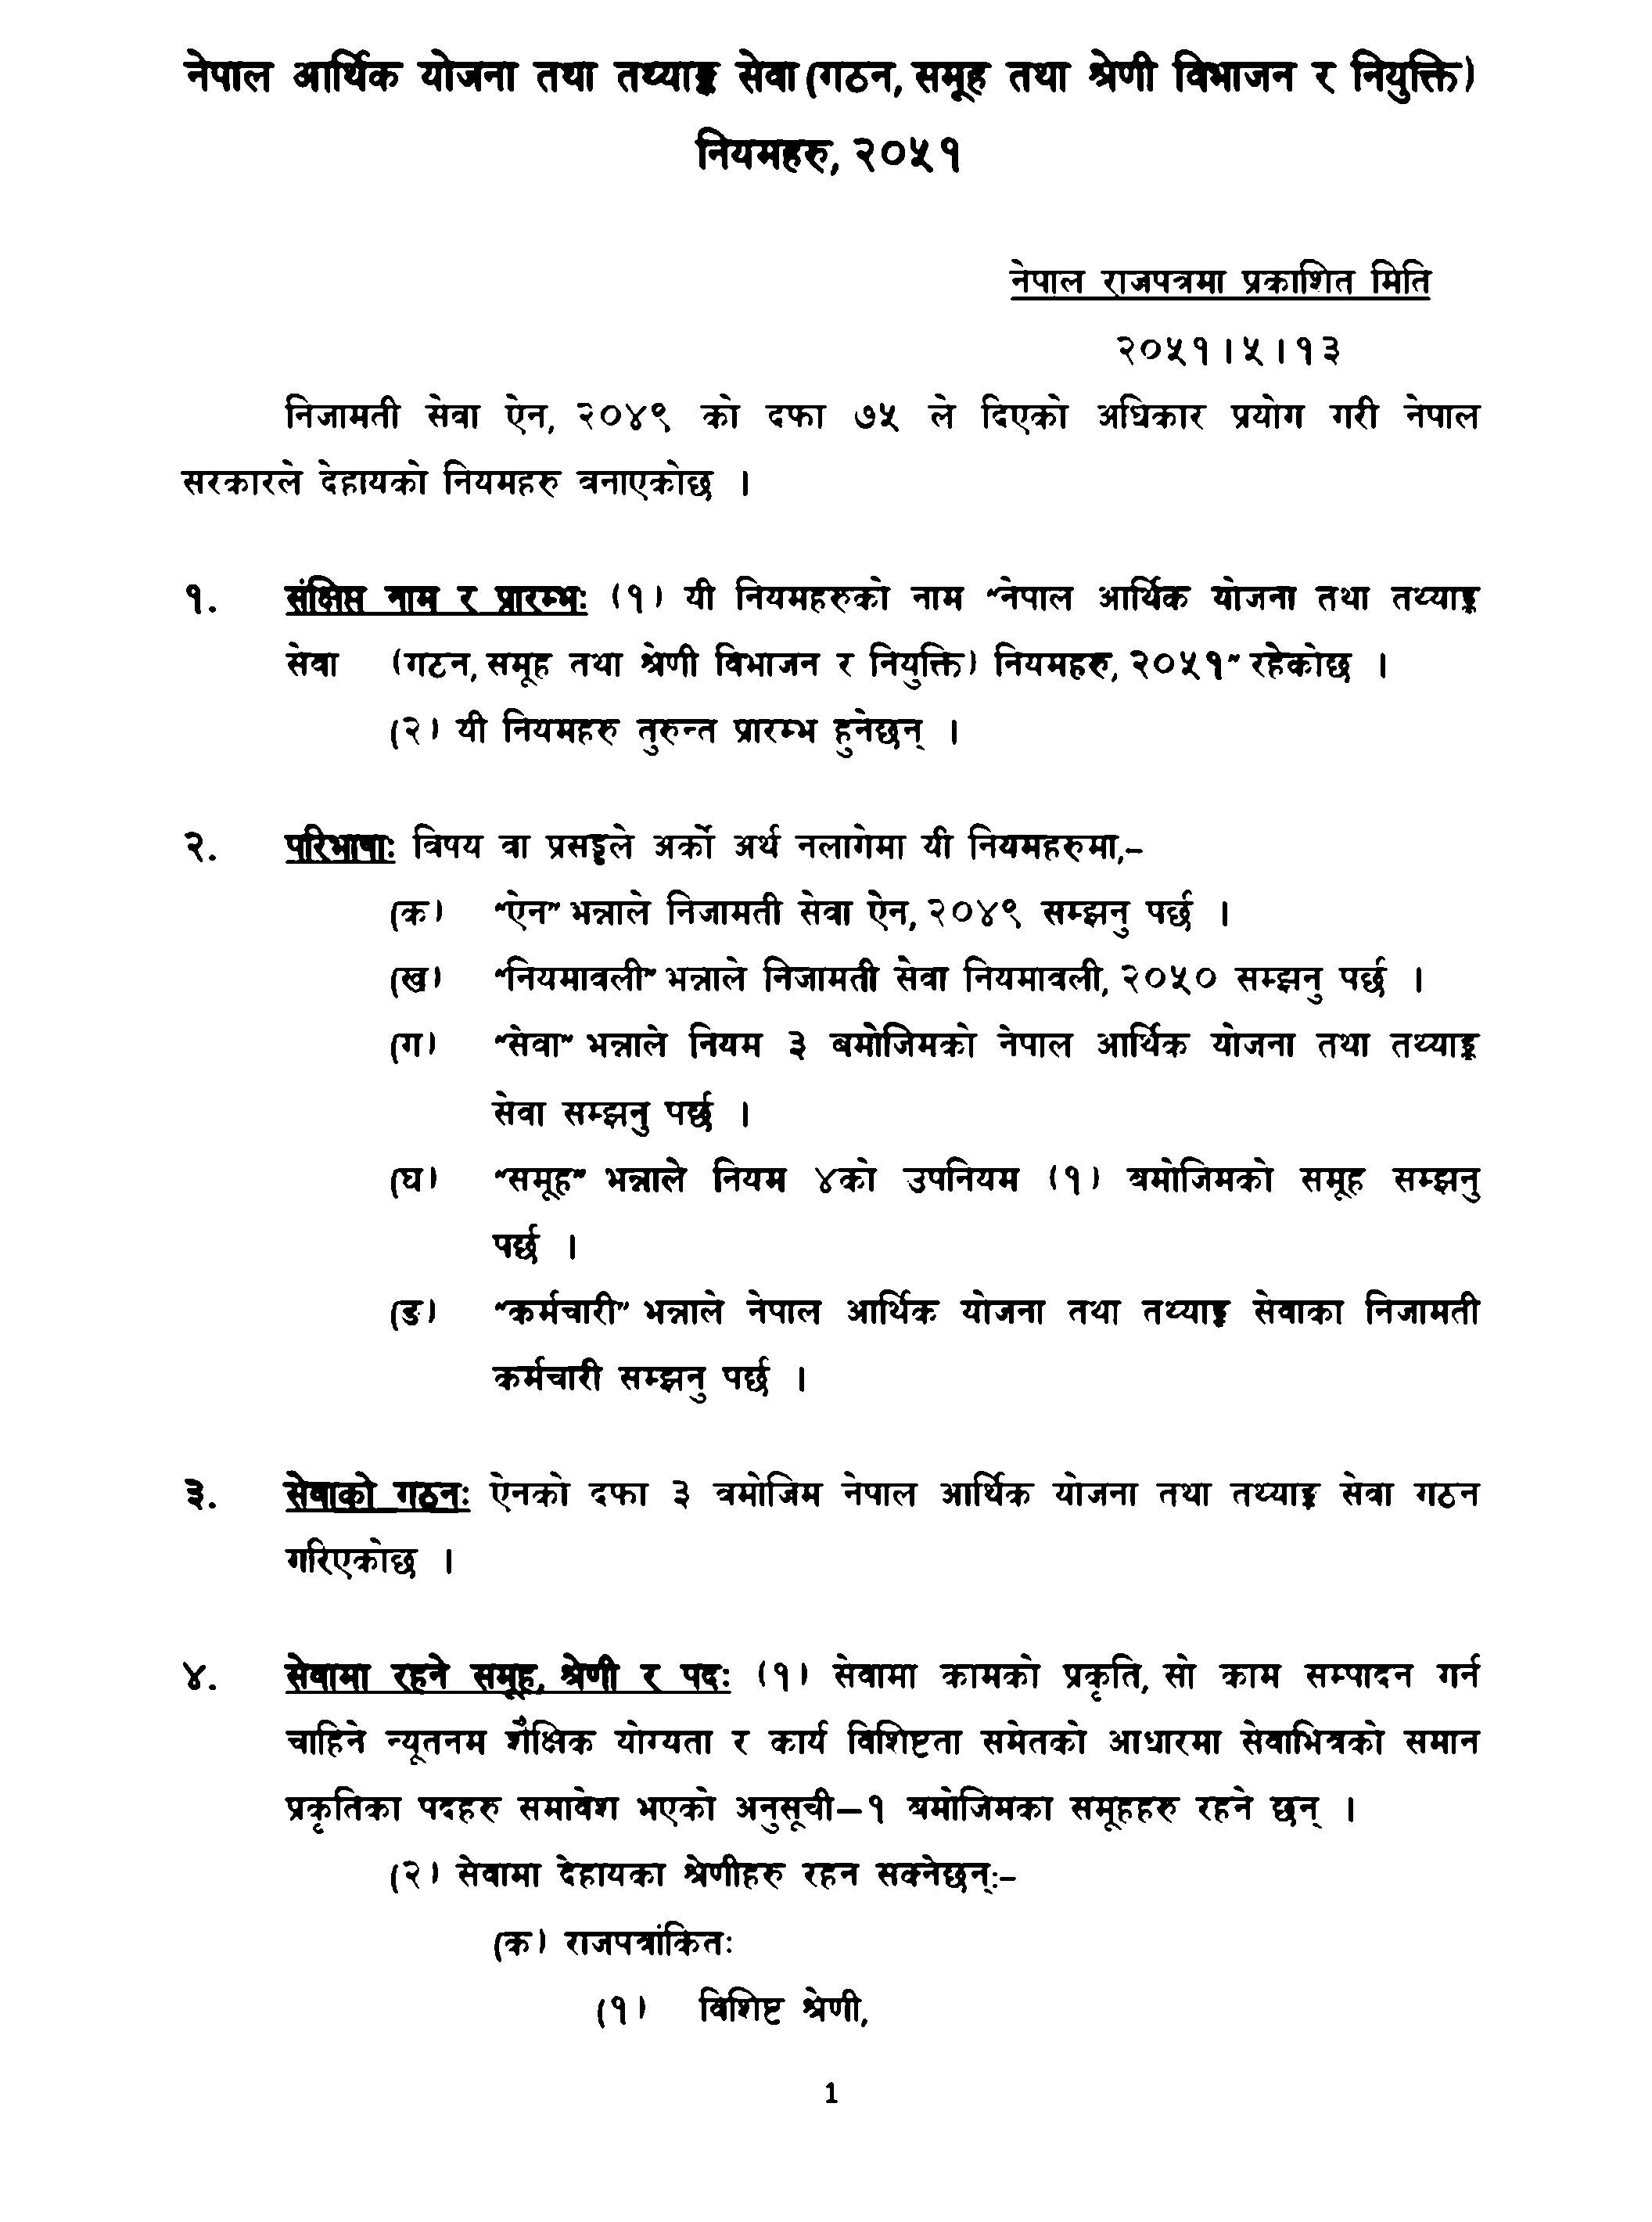 नेपाल आर्थिक योजना तथा तथ्याङ्क सेवा (गठन, समूह तथा श्रेणी विभाजन र नियुक्ति)
नियमहरु, २०५१
नेपाल राजपत्रमा प्रकाशित मिति
२०५१।५।१३
निजामती सेवा ऐन, २०४९ को दफा ७५ ले दिएको अधिकार प्रयोग गरी नेपाल
सरकारले देहायको नियमहरु बनाएकोछ ।
१. संक्षिप्त नाम र प्रारम्भः (१) यी नियमहरुको नाम "नेपाल आर्थिक योजना तथा तथ्याङ्क
सेवा (गठन, समूह तथा श्रेणी विभाजन र नियुक्ति) नियमहरु, २०५१" रहेकोछ ।
(२) यी नियमहरु तुरुन्त प्रारम्भ हुनेछन् ।
२. परिभाषाः विषय वा प्रसङ्गले अर्को अर्थ नलागेमा यी नियमहरुमा,–
(क) "ऐन" भन्नाले निजामती सेवा ऐन, २०४९ सम्झनु पर्छ ।
(ख) "नियमावली" भन्नाले निजामती सेवा नियमावली, २०५० सम्झनु पर्छ ।
(ग) "सेवा" भन्नाले नियम ३ बमोजिमको नेपाल आर्थिक योजना तथा तथ्याङ्क
सेवा सम्झनु पर्छ ।
(घ) "समूह" भन्नाले नियम ४को उपनियम (१) बमोजिमको समूह सम्झनु
पर्छ ।
(ङ) "कर्मचारी" भन्नाले नेपाल आर्थिक योजना तथा तथ्याङ्क सेवाका निजामती
कर्मचारी सम्झनु पर्छ ।
३. सेवाको गठनः ऐनको दफा ३ बमोजिम नेपाल आर्थिक योजना तथा तथ्याङ्क सेवा गठन
गरिएकोछ ।
४. सेवामा रहने समूह, श्रेणी र पदः (१) सेवामा कामको प्रकृति, सो काम सम्पादन गर्न
चाहिने न्यूतनम शैक्षिक योग्यता र कार्य विशिष्टता समेतको आधारमा सेवाभित्रको समान
प्रकृतिका पदहरु समावेश भएको अनुसूची–१ बमोजिमका समूहहरु रहने छन् ।
(२) सेवामा देहायका श्रेणीहरु रहन सक्नेछन्ः–
(क) राजपत्रांकितः
(१) विशिष्ट श्रेणी,
1